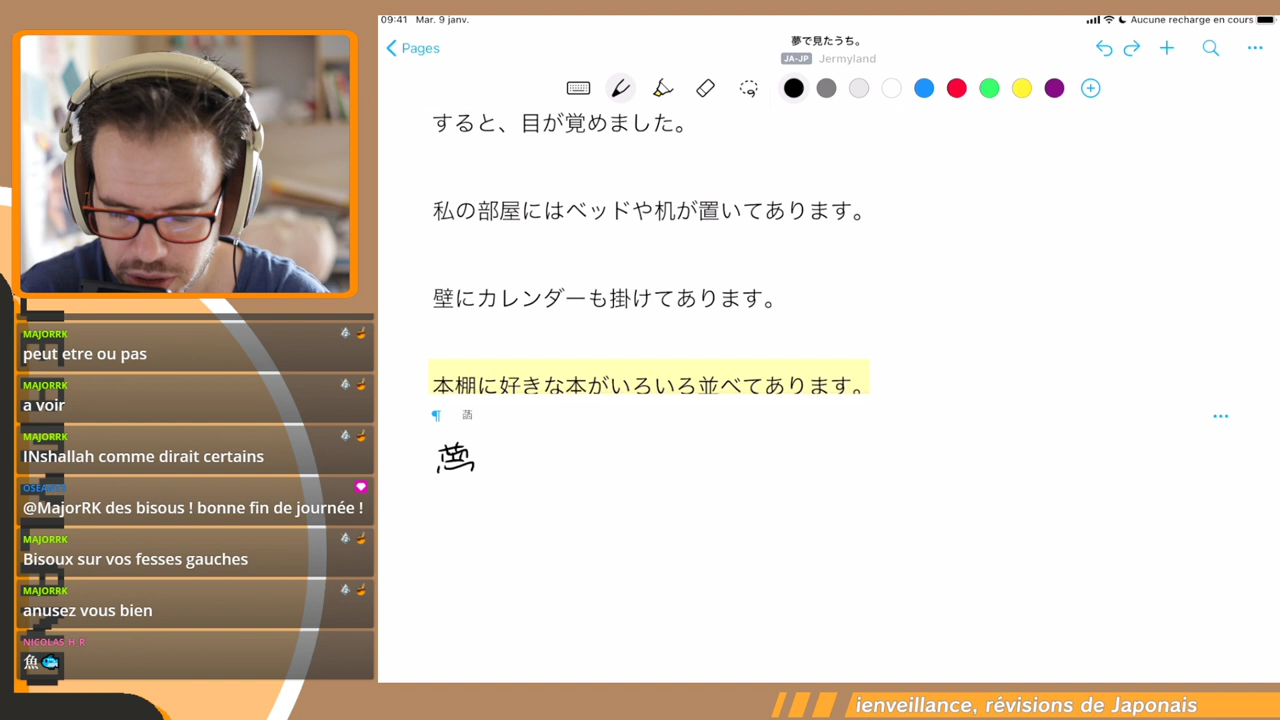 09:41 Mar. 9 janv.
Aucune recharge en cours
Pages
夢で見たうち。
JA-JP Jermyland
すると、目が覚めました。
私の部屋にはベッドや机が置いてあります。
壁にカレンダーも掛けてあります。
本棚に好きな本がいろいろ並べてあります。
MAJORRK
peut etre ou pas
MAJORRK
a voir
MAJORRK
INshallah comme dirait certains
@MajorRK des bisous ! bonne fin de journée !
MAJORRK
Bisoux sur vos fesses gauches
MAJORRK
anusez vous bien
NICOLAS H R
魚
ienveillance, révisions de Japonais